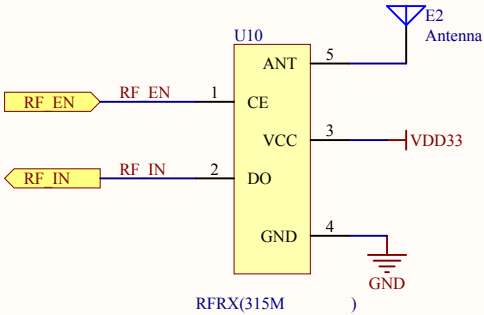 E2
Antenna
U10
ANT
5
RF_EN
RF_EN
1
CE
VCC
3
VDD33
RF_IN
RF_IN
2
DO
GND
4
GND
RFRX(315M )